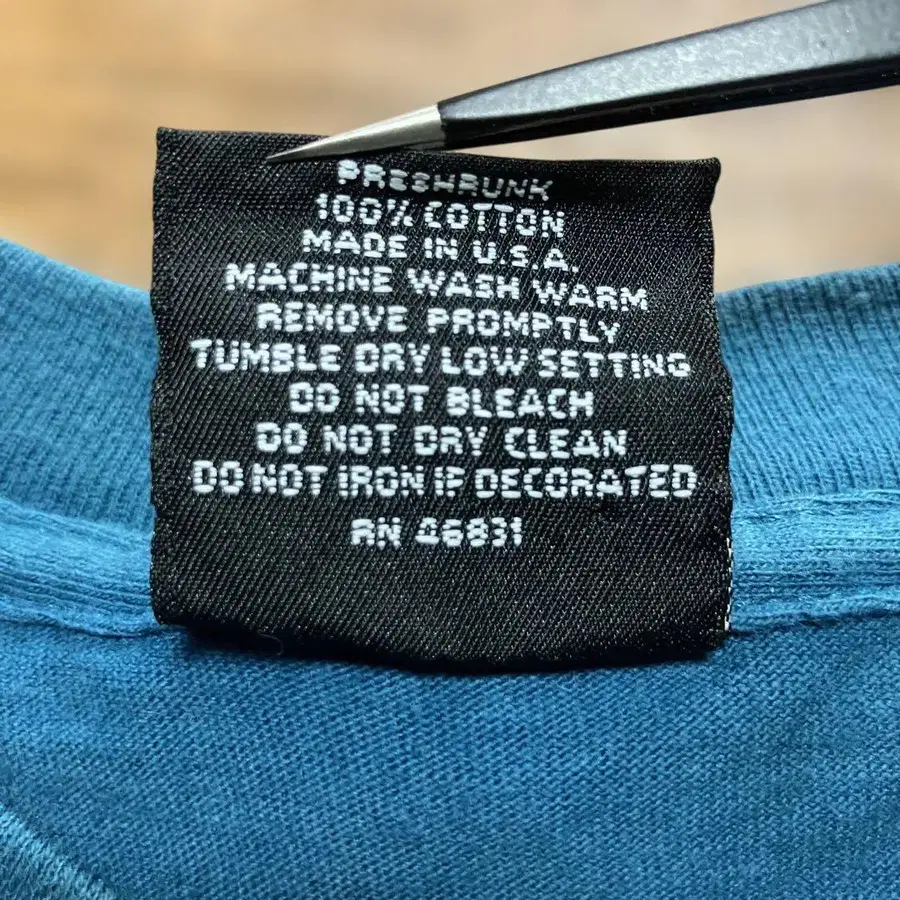 PRESHRUNK
100% COTTON
MADE IN U.S.A.
MACHINE WASH WARM
REMOVE PROMPTLY
TUMBLE DRY LOW SETTING
DO NOT BLEACH
DO NOT DRY CLEAN
DO NOT IRON IF DECORATED
RN 46831